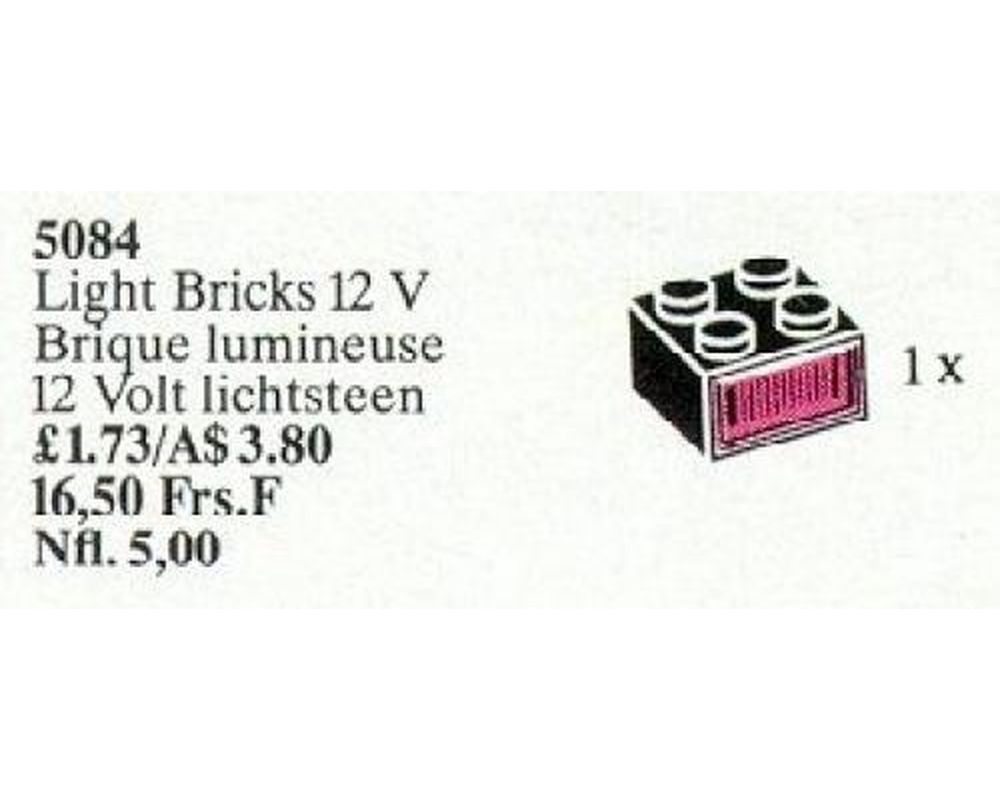 5084
Light Bricks 12 V
Brique lumineuse
12 Volt lichtsteen
£1.73/A$ 3.80
16,50 Frs.F
Nfl. 5,00
1 x